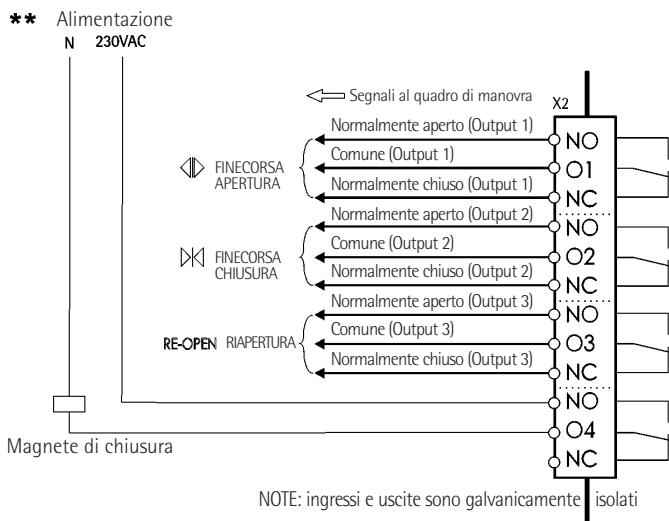 ** Alimentazione
N 230VAC
Segnali al quadro di manovra
X2
Normalmente aperto (Output 1)
NO
Comune (Output 1)
O1
FINECORSA
APERTURA
Normalmente chiuso (Output 1)
NC
Normalmente aperto (Output 2)
NO
Comune (Output 2)
O2
FINECORSA
CHIUSURA
Normalmente chiuso (Output 2)
NC
Normalmente aperto (Output 3)
NO
RE-OPEN RIAPERTURA
Comune (Output 3)
O3
Normalmente chiuso (Output 3)
NC
NO
O4
Magnete di chiusura
NC
NOTE: ingressi e uscite sono galvanicamente isolati